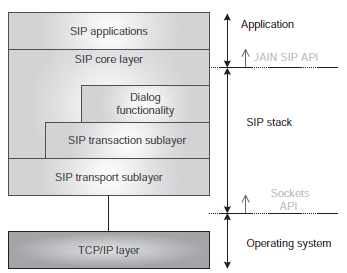 SIP applications
Application
SIP core layer
JAIN SIP API
Dialog
functionality
SIP stack
SIP transaction sublayer
SIP transport sublayer
Sockets
API
TCP/IP layer
Operating system